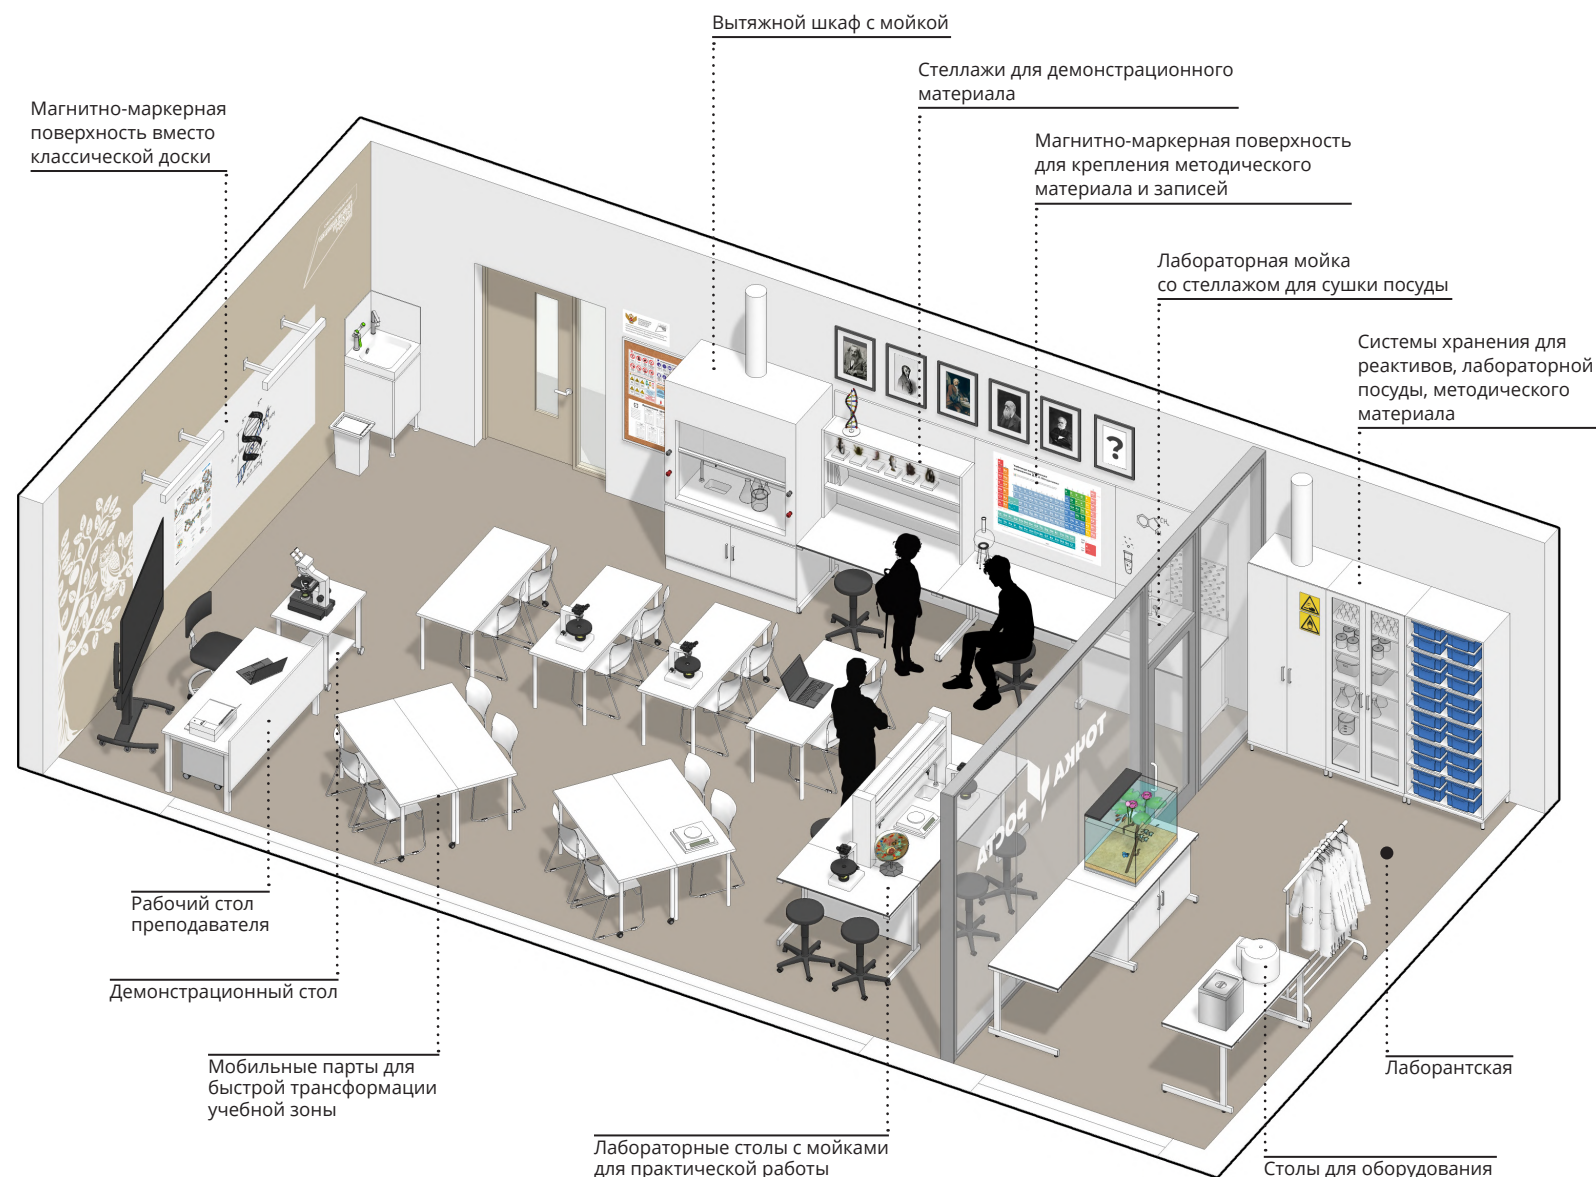 Вытяжной шкаф с мойкой
Стеллажи для демонстрационного
материала
Магнитно-маркерная
поверхность вместо
классической доски
Магнитно-маркерная поверхность
для крепления методического
материала и записей
Лабораторная мойка
со стеллажом для сушки посуды
Системы хранения для
реактивов, лабораторной
посуды, методического
материала
?
ТОЧКА
РОСТА
Рабочий стол
преподавателя
Демонстрационный стол
Мобильные парты для
быстрой трансформации
учебной зоны
Лабораторные столы с мойками
для практической работы
Лаборантская
Столы для оборудования